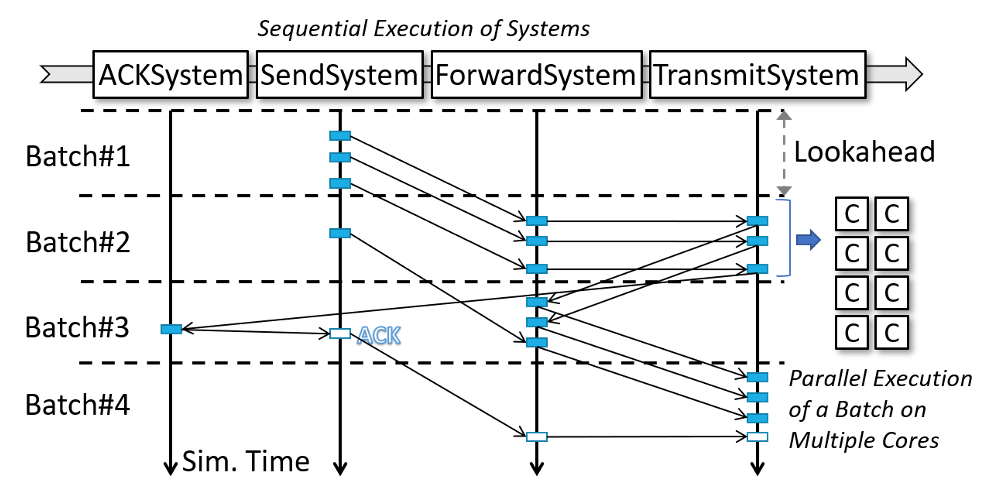 Sequential Execution of Systems
ACKSystem SendSystem ForwardSystem TransmitSystem
Batch#1
Lookahead
Batch#2
C C
C C
C C
C C
Batch#3
ACK
Batch#4
Parallel Execution
of a Batch on
Multiple Cores
Sim. Time